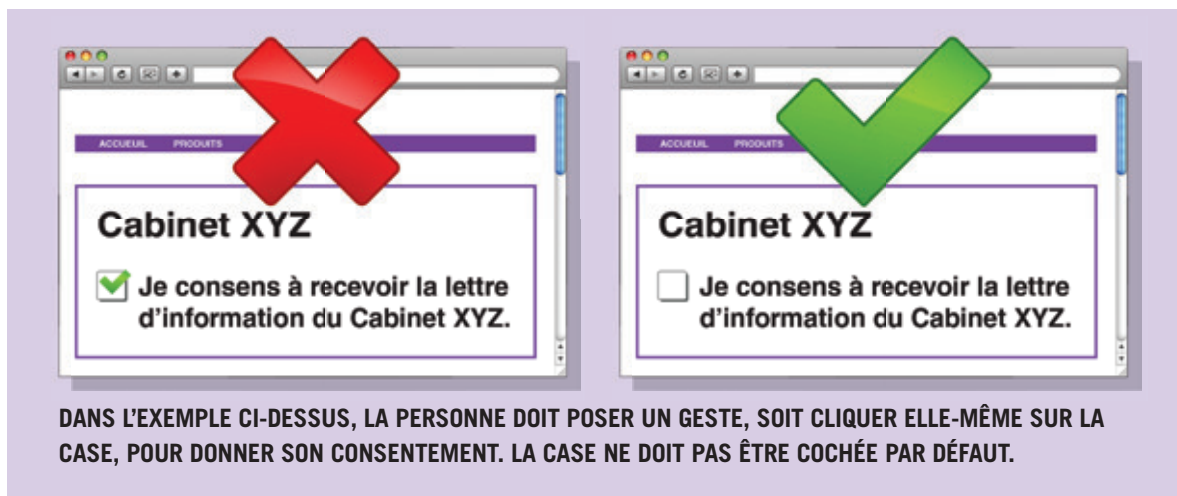 ACCUEUIL PRODUITS
Cabinet XYZ
Je consens à recevoir la lettre
d'information du Cabinet XYZ.
ACCUEUIL PRODUITS
Cabinet XYZ
Je consens à recevoir la lettre
d'information du Cabinet XYZ.
DANS L'EXEMPLE CI-DESSUS, LA PERSONNE DOIT POSER UN GESTE, SOIT CLIQUER ELLE-MÊME SUR LA
CASE, POUR DONNER SON CONSENTEMENT. LA CASE NE DOIT PAS ÊTRE COCHÉE PAR DÉFAUT.